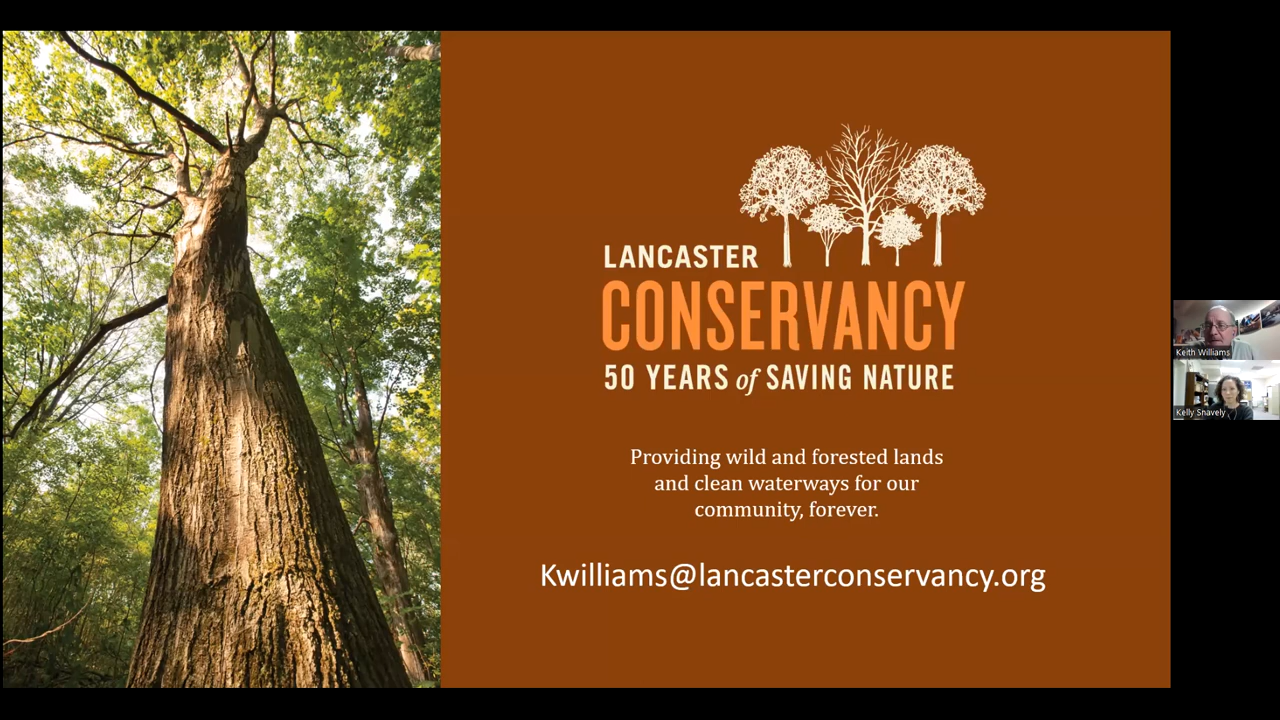 LANCASTER
CONSERVANCY
50 YEARS of SAVING NATURE
Providing wild and forested lands
and clean waterways for our
community, forever.
Kwilliams@lancasterconservancy.org
Keith Williams
Kelly Snavely